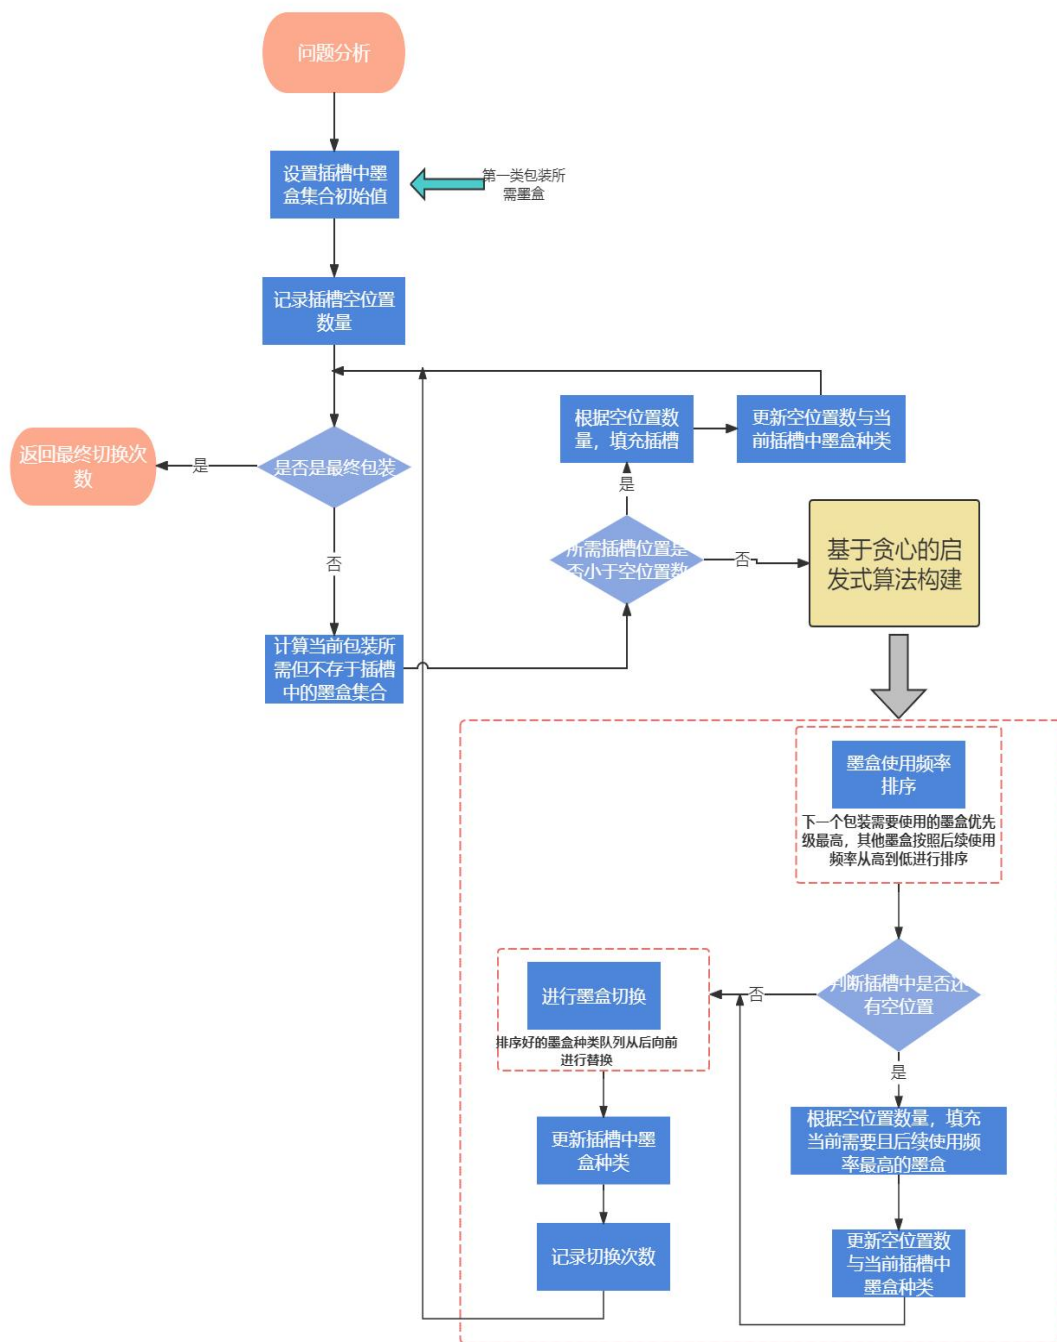 问题分析
设置插槽中墨
盒集合初始值
第一类包装所
需墨盒
记录插槽空位置
数量
根据空位置数
量，填充插槽
更新空位置数与当
前插槽中墨盒种类
返回最终切换次
数
是
是否是最终包装
是
否
所需插槽位置是
否小于空位置数
否
基于贪心的启
发式算法构建
计算当前包装所
需但不存于插槽
中的墨盒集合
墨盒使用频率
排序
下一个包装需要使用的墨盒优先
级最高，其他墨盒按照后续使用
频率从高到低进行排序
判断插槽中是否还
有空位置
否
进行墨盒切换
排序好的墨盒种类队列从后向前
进行替换
是
根据空位置数量，填充
当前需要且后续使用频
率最高的墨盒
更新插槽中墨
盒种类
记录切换次数
更新空位置数
与当前插槽中
墨盒种类